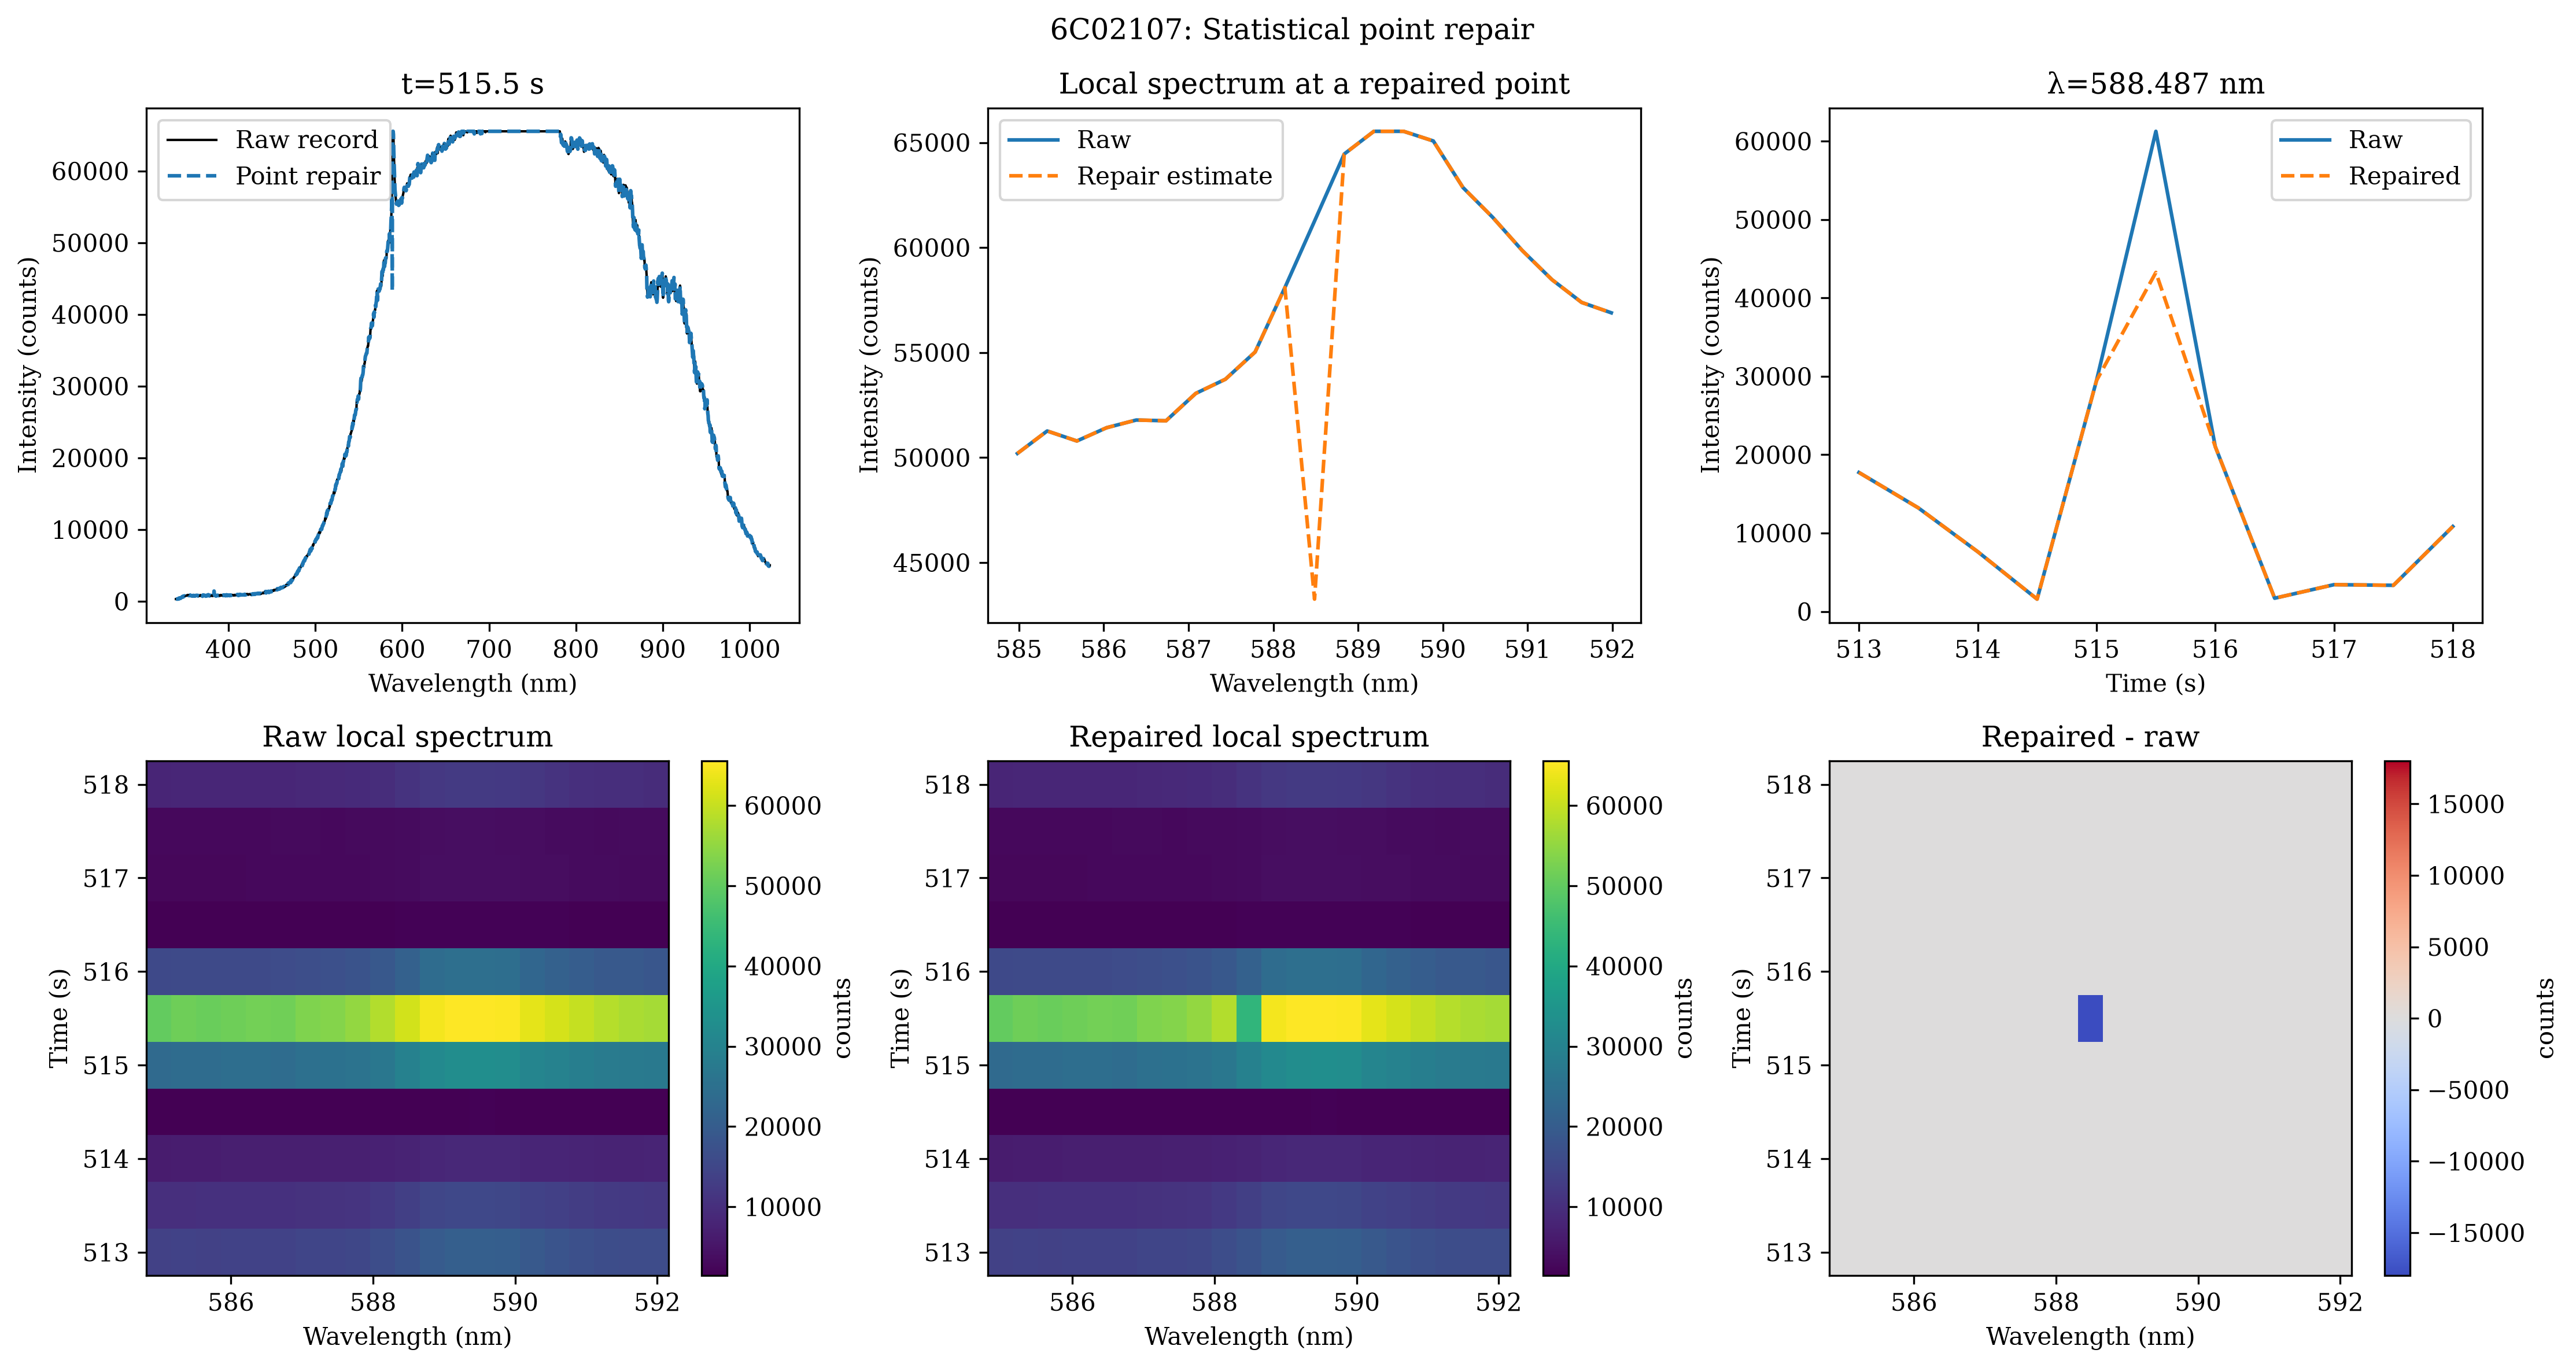 6C02107: Statistical point repair
t=515.5 s
Raw record
Point repair
Intensity (counts)
60000
50000
40000
30000
20000
10000
0
400 500 600 700 800 900 1000
Wavelength (nm)
Local spectrum at a repaired point
Raw
Repair estimate
Intensity (counts)
65000
60000
55000
50000
45000
585 586 587 588 589 590 591 592
Wavelength (nm)
λ=588.487 nm
Raw
Repaired
Intensity (counts)
60000
50000
40000
30000
20000
10000
0
513 514 515 516 517 518
Time (s)
Raw local spectrum
Time (s)
518
517
516
515
514
513
586 588 590 592
Wavelength (nm)
60000
50000
40000
30000
20000
10000
counts
Repaired local spectrum
Time (s)
518
517
516
515
514
513
586 588 590 592
Wavelength (nm)
60000
50000
40000
30000
20000
10000
counts
Repaired - raw
Time (s)
518
517
516
515
514
513
586 588 590 592
Wavelength (nm)
15000
10000
5000
0
−5000
−10000
−15000
counts